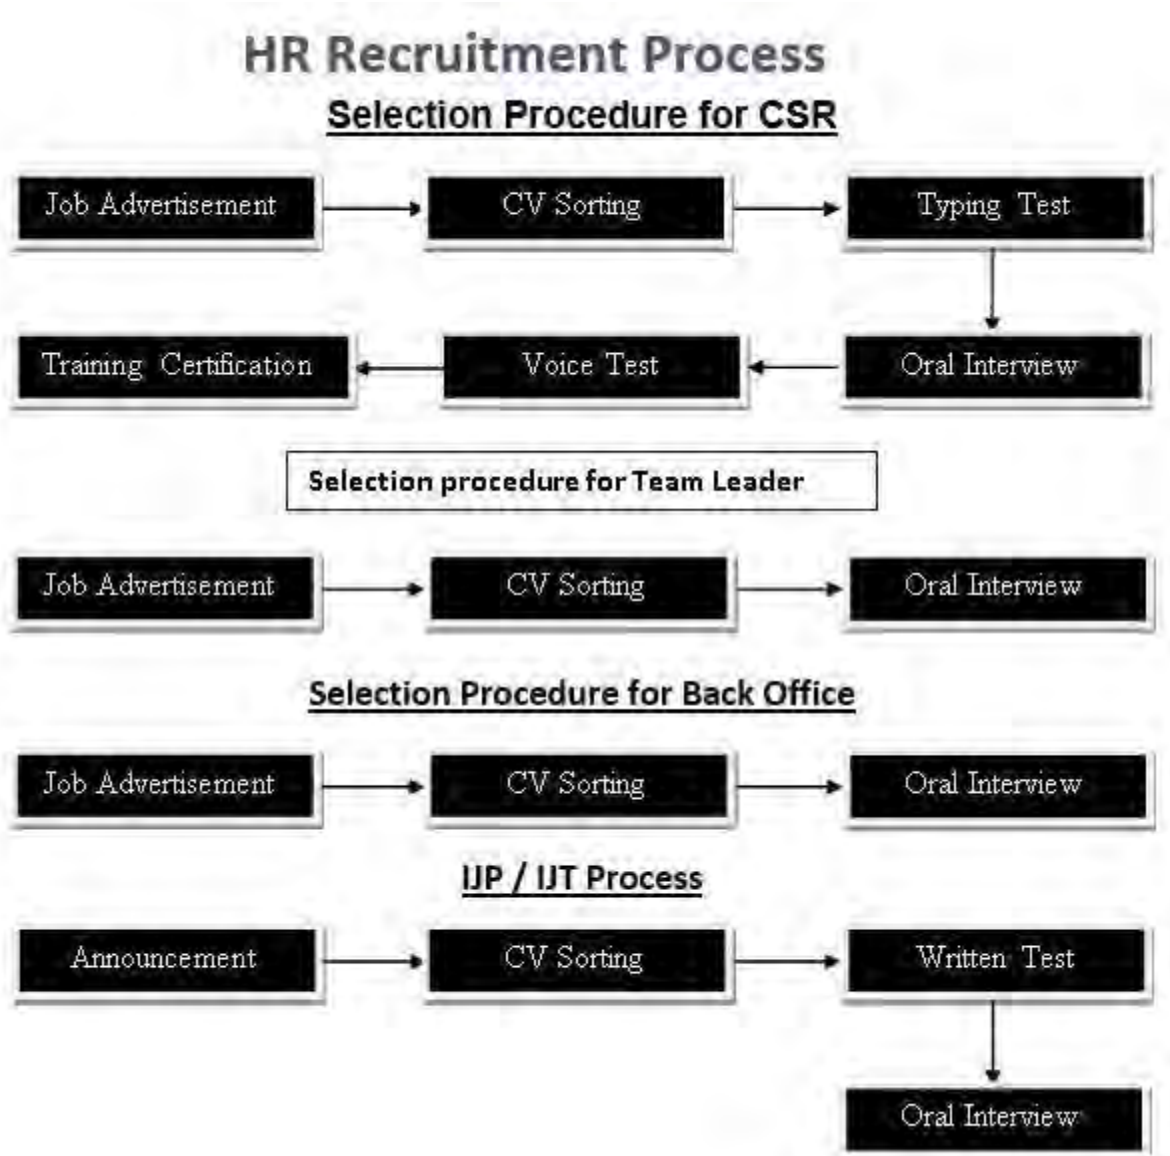 HR Recruitment Process
Selection Procedure for CSR
Job Advertisement
CV Sorting
Typing Test
Oral Interview
Voice Test
Training Certification
Selection procedure for Team Leader
Job Advertisement
CV Sorting
Oral Interview
Selection Procedure for Back Office
Job Advertisement
CV Sorting
Oral Interview
IJP / IJT Process
Announcement
CV Sorting
Written Test
Oral Interview